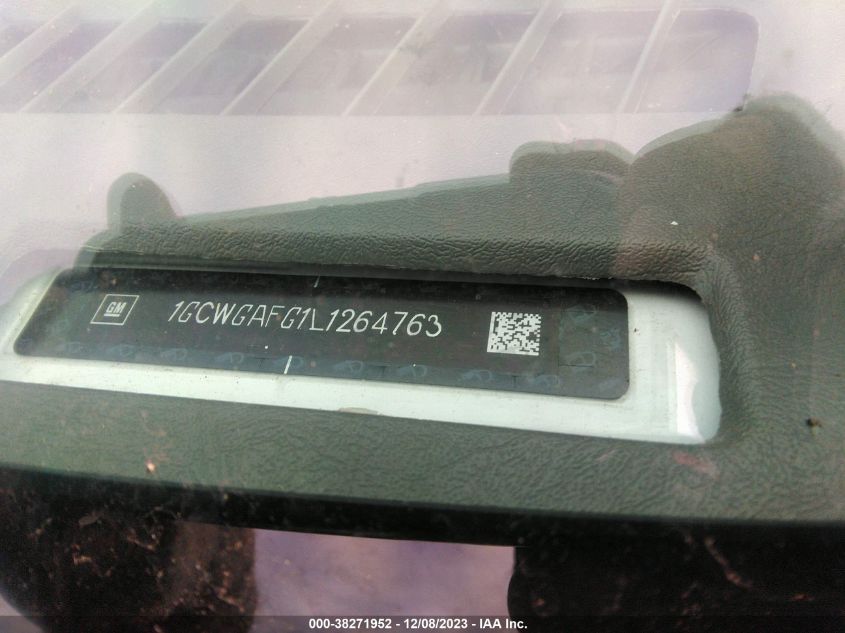 GM
1GCWGAFG1L1264763
000-38271952 - 12/08/2023 - IAA Inc.